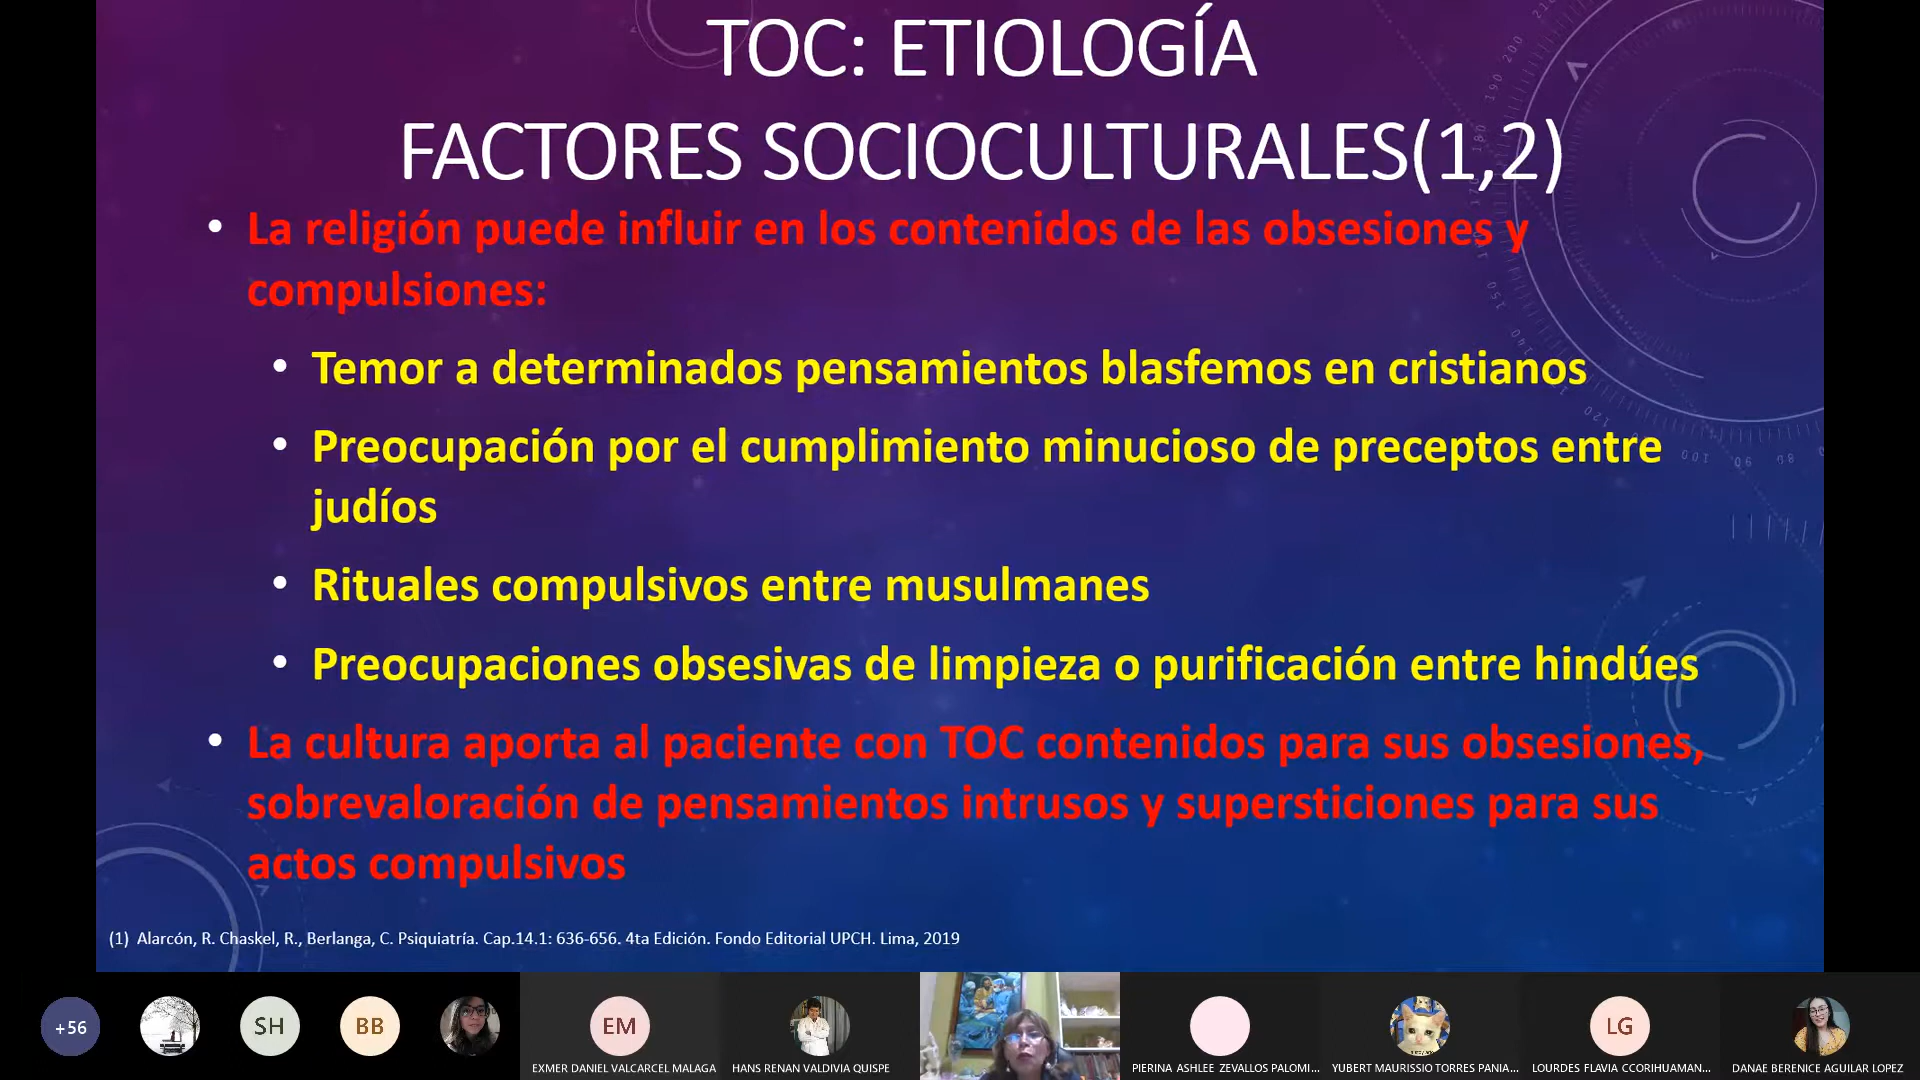 TOC: ETIOLOGÍA
FACTORES SOCIOCULTURALES(1,2)
• La religión puede influir en los contenidos de las obsesiones y
compulsiones:
• Temor a determinados pensamientos blasfemos en cristianos
• Preocupación por el cumplimiento minucioso de preceptos entre
judíos
• Rituales compulsivos entre musulmanes
• Preocupaciones obsesivas de limpieza o purificación entre hindúes
• La cultura aporta al paciente con TOC contenidos para sus obsesiones,
sobrevaloración de pensamientos intrusos y supersticiones para sus
actos compulsivos
(1) Alarcón, R. Chaskel, R., Berlanga, C. Psiquiatría. Cap.14.1: 636-656. 4ta Edición. Fondo Editorial UPCH. Lima, 2019
+56
SH
BB
EM
LG
EXMER DANIEL VALCARCEL MALAGA
HANS RENAN VALDIVIA QUISPE
PIERINA ASHLEE ZEVALLOS PALOMI...
YUBERT MAURISSIO TORRES PANIA...
LOURDES FLAVIA CCORIHUAMAN...
DANAE BERENICE AGUILAR LOPEZ